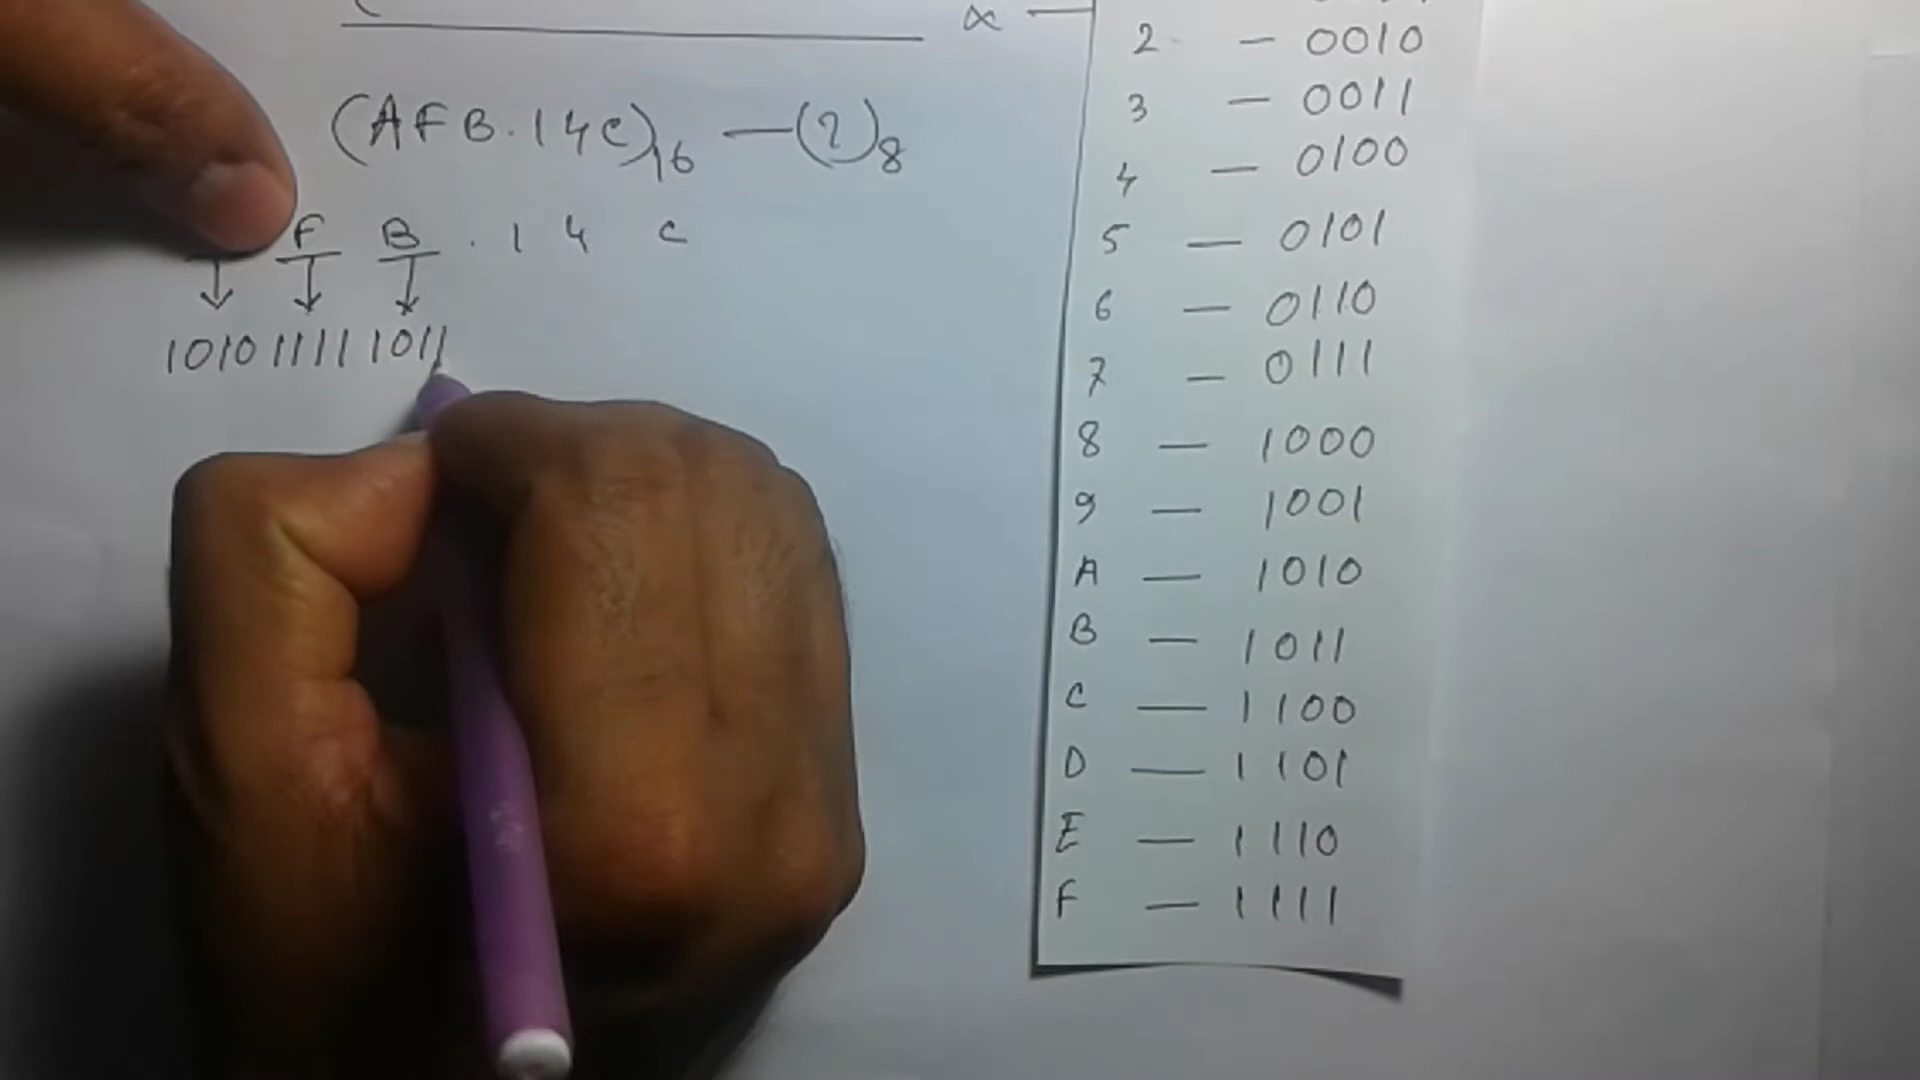 (AFB.14C)16 — (?)8
F B . 1 4 C
1010 1111 1011
2 — 0010
3 — 0011
4 — 0100
5 — 0101
6 — 0110
7 — 0111
8 — 1000
9 — 1001
A — 1010
B — 1011
C — 1100
D — 1101
E — 1110
F — 1111